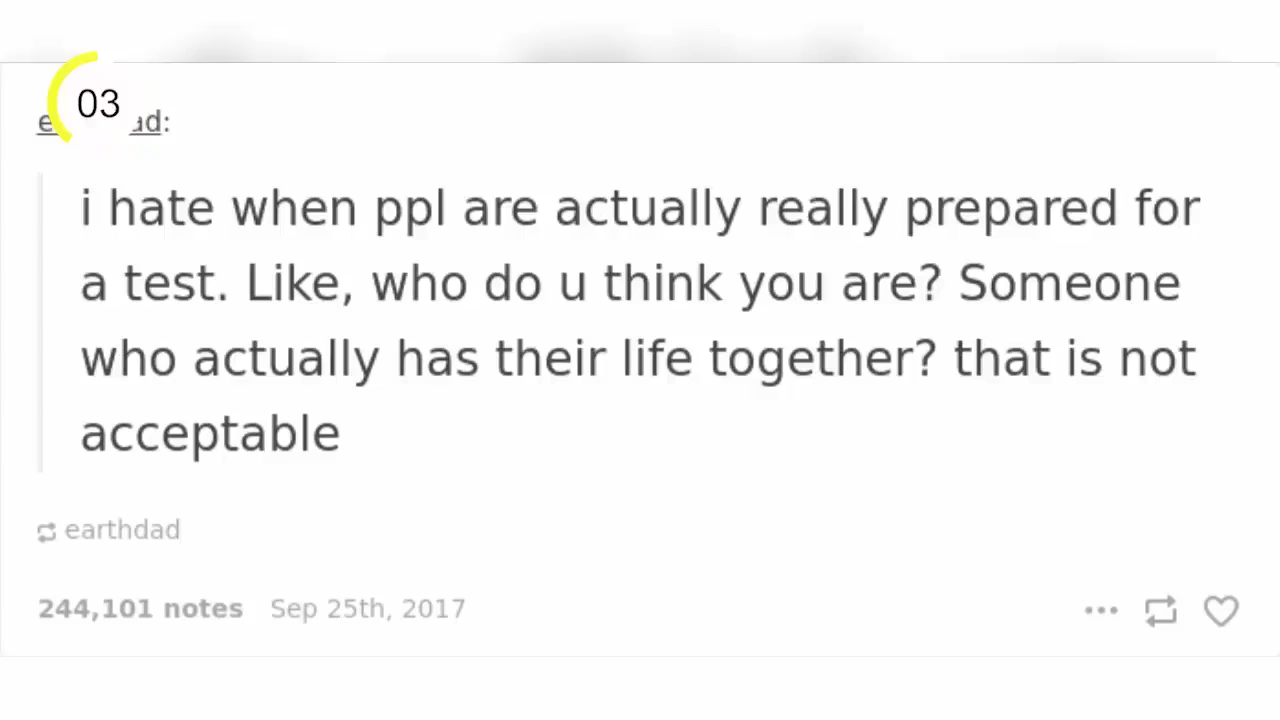 03
ad:
i hate when ppl are actually really prepared for
a test. Like, who do u think you are? Someone
who actually has their life together? that is not
acceptable
earthdad
244,101 notes Sep 25th, 2017